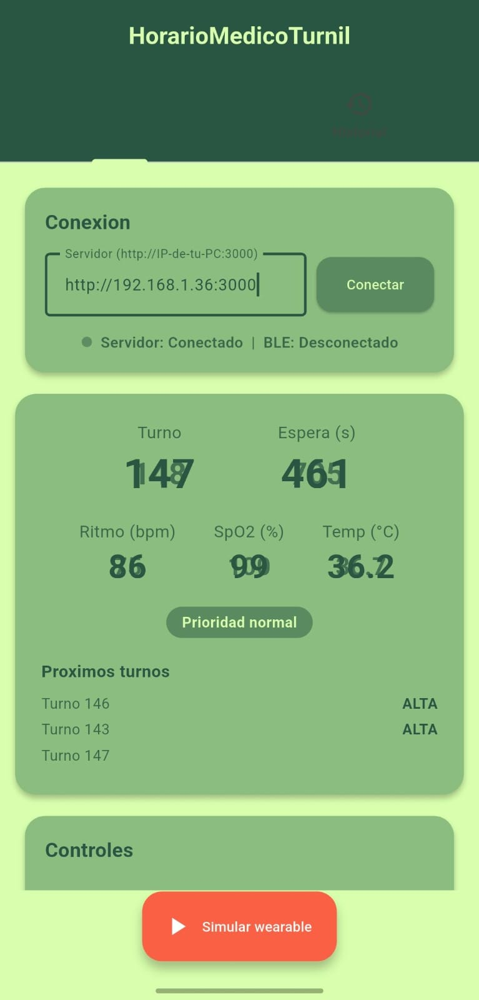 HorarioMedicoTurnil
Conexion
Servidor (http://IP-de-tu-PC:3000)
http://192.168.1.36:3000
Conectar
Servidor: Conectado | BLE: Desconectado
Turno Espera (s)
147 461
Ritmo (bpm) SpO2 (%) Temp (°C)
86 99 36.2
Prioridad normal
Proximos turnos
Turno 146 ALTA
Turno 143 ALTA
Turno 147
Controles
Simular wearable